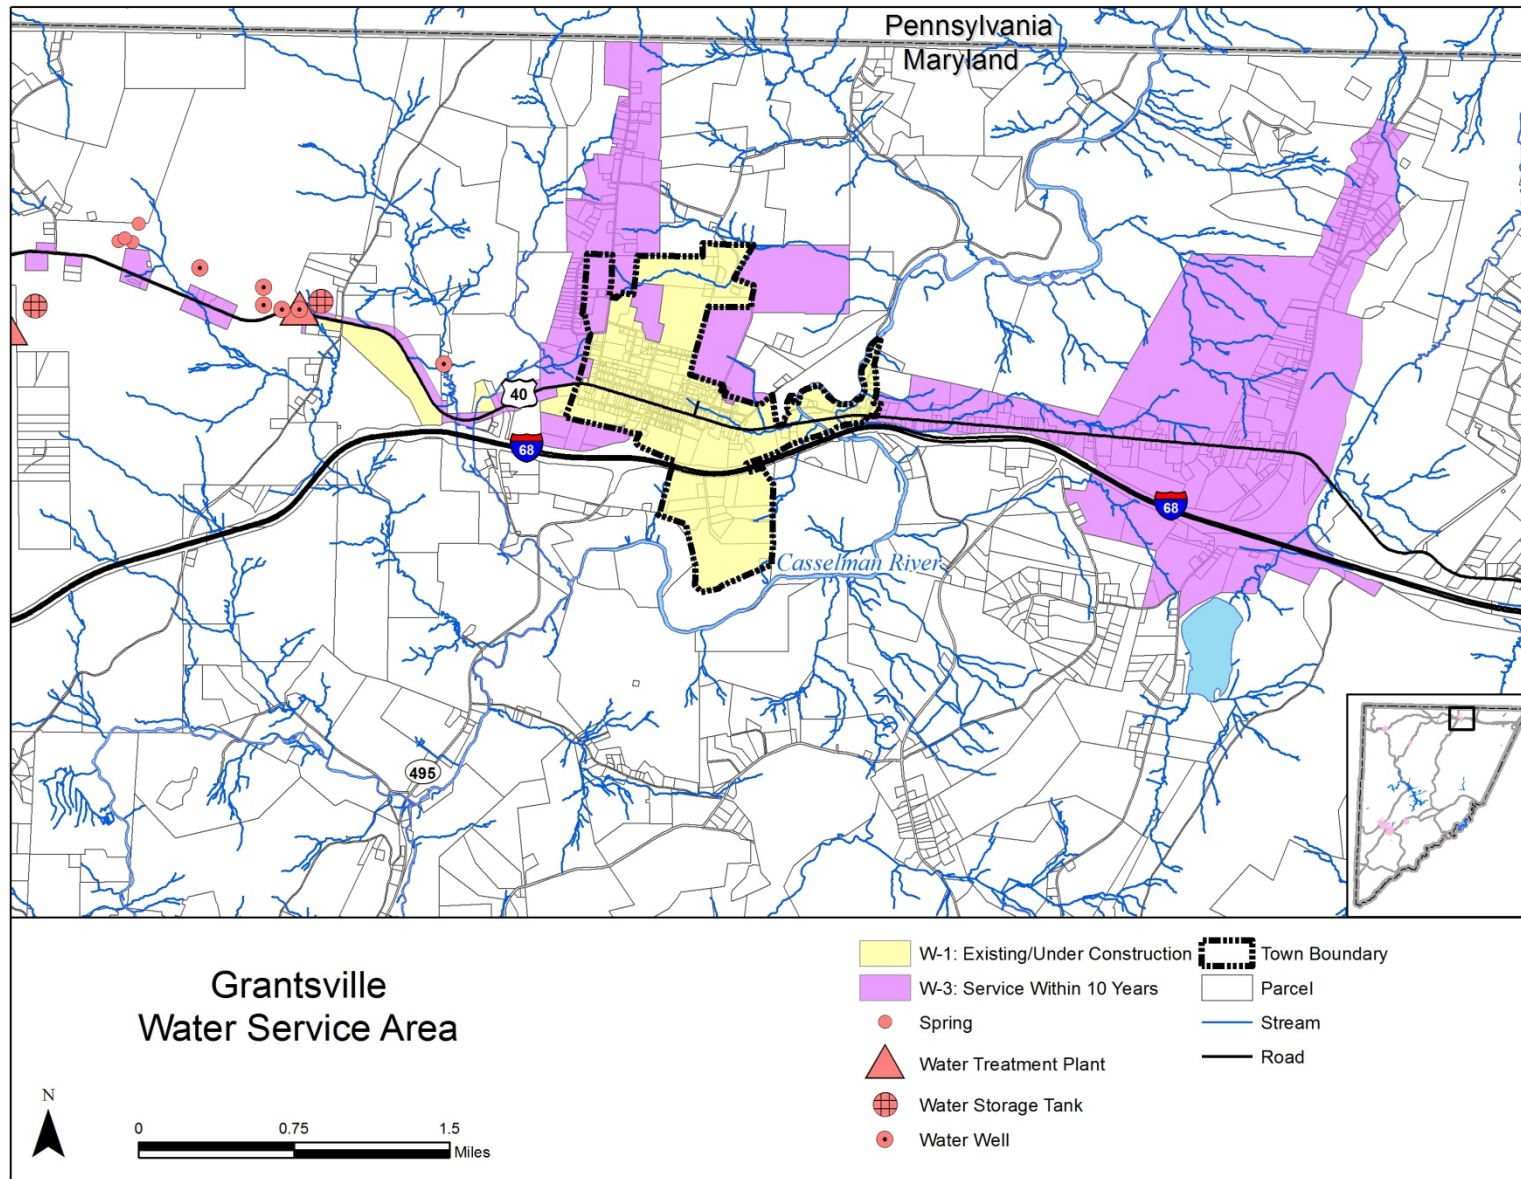 Pennsylvania
Maryland
40
68
68
Casselman River
495
Grantsville
Water Service Area
N
0 0.75 1.5
Miles
W-1: Existing/Under Construction
W-3: Service Within 10 Years
Spring
Water Treatment Plant
Water Storage Tank
Water Well
Town Boundary
Parcel
Stream
Road